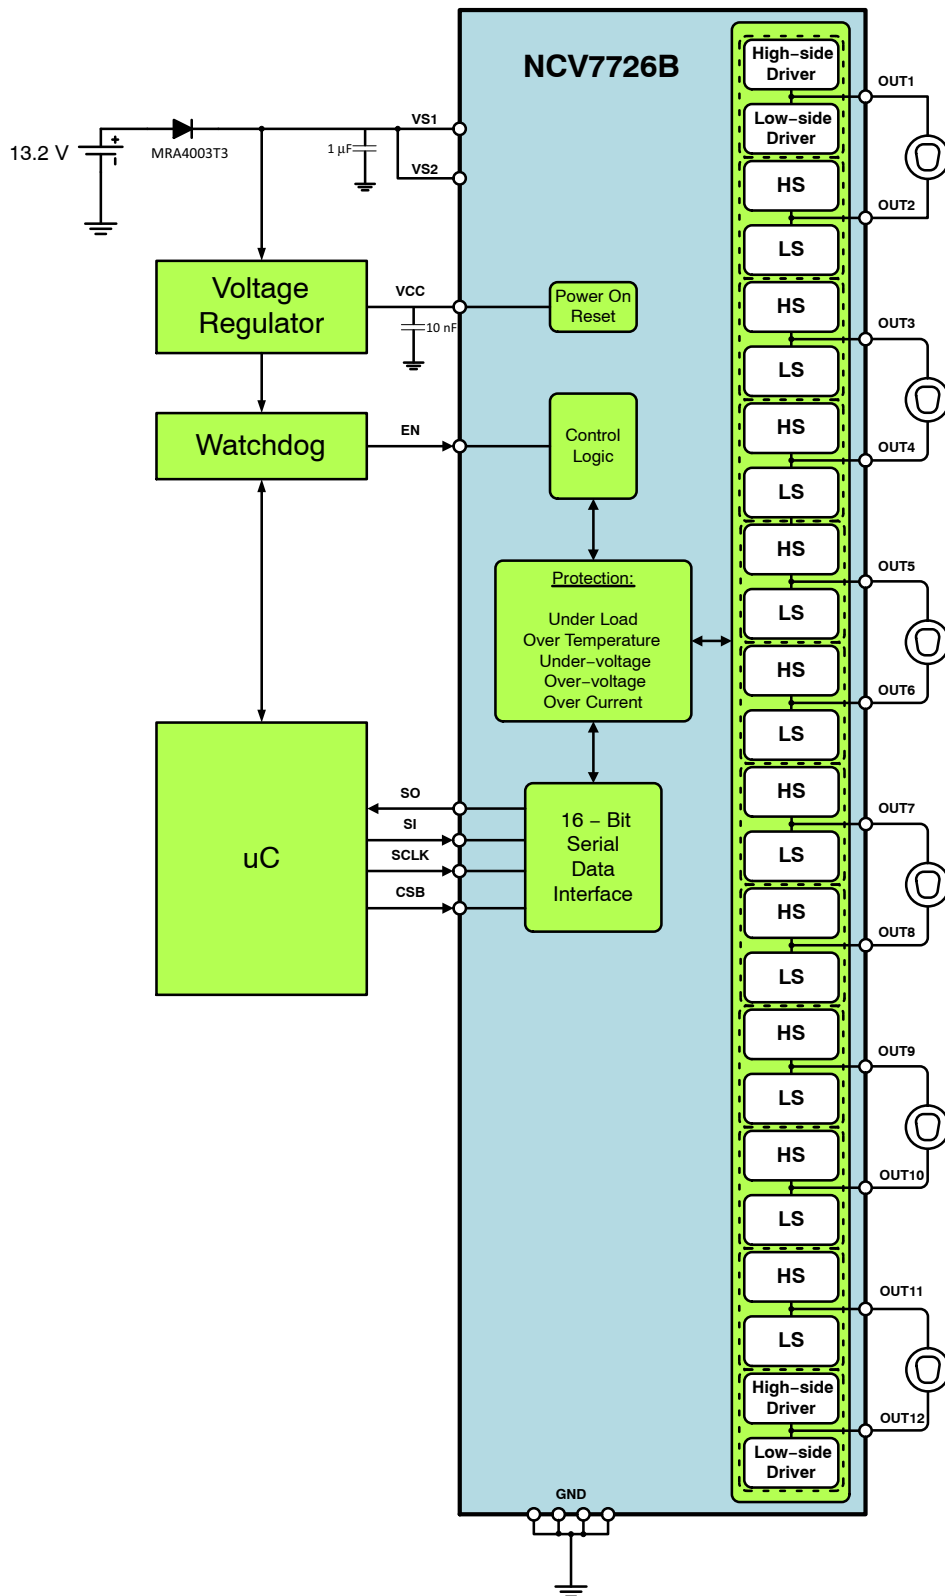 NCV7726B
High−side
Driver
OUT1
Low−side
Driver
VS1
13.2 V
MRA4003T3
1 μF
VS2
HS
OUT2
LS
Voltage
Regulator
VCC
10 nF
Power On
Reset
HS
OUT3
LS
Watchdog
EN
Control
Logic
HS
OUT4
LS
HS
OUT5
Protection:
Under Load
Over Temperature
Under−voltage
Over−voltage
Over Current
LS
HS
OUT6
LS
uC
SO
SI
SCLK
CSB
16 − Bit
Serial
Data
Interface
HS
OUT7
LS
HS
OUT8
LS
HS
OUT9
LS
HS
OUT10
LS
HS
OUT11
LS
High−side
Driver
OUT12
Low−side
Driver
GND